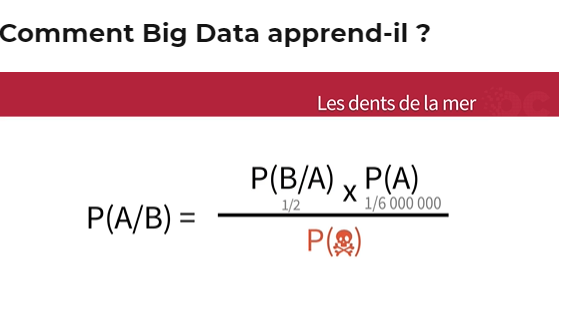 Comment Big Data apprend-il ?
Les dents de la mer
P(B/A) x P(A)
1/2 1/6 000 000
P(A/B) =
P(☠)